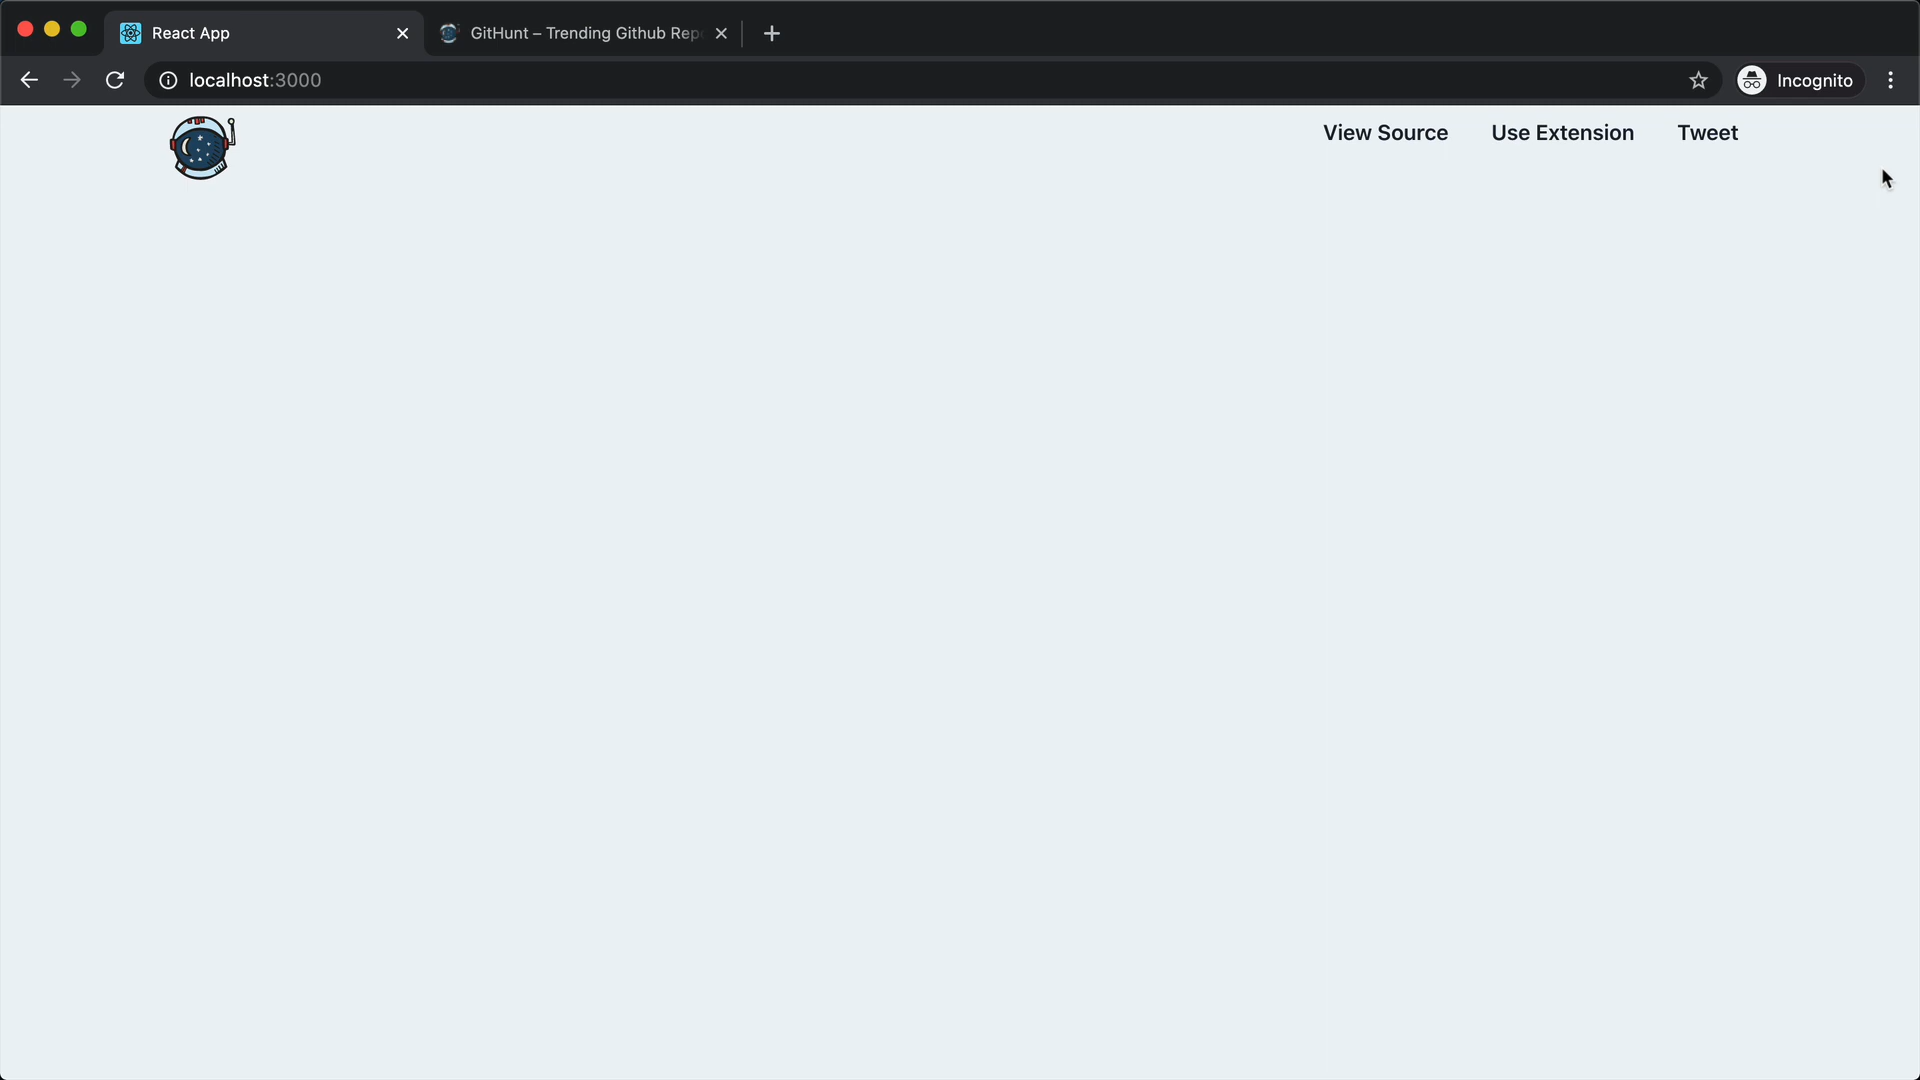 React App
GitHunt – Trending Github Rep
localhost:3000
Incognito
View Source
Use Extension
Tweet